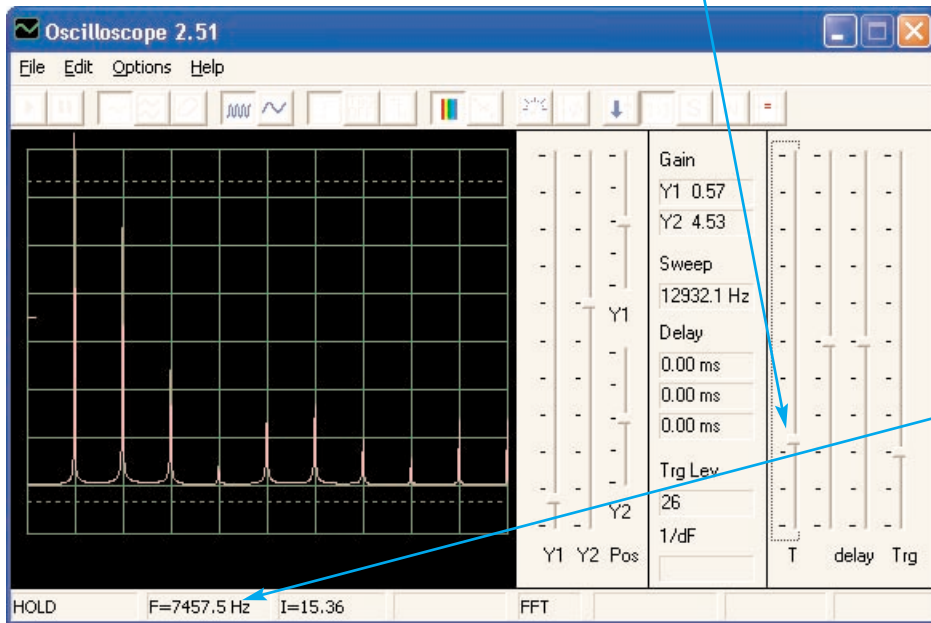 Oscilloscope 2.51
File Edit Options Help
Gain
Y1 0.57
Y2 4.53
Sweep
12932.1 Hz
Y1
Delay
0.00 ms
0.00 ms
0.00 ms
Trg Lev
26
Y2
1/dF
Y1 Y2 Pos
T delay Trg
HOLD F=7457.5 Hz I=15.36 FFT